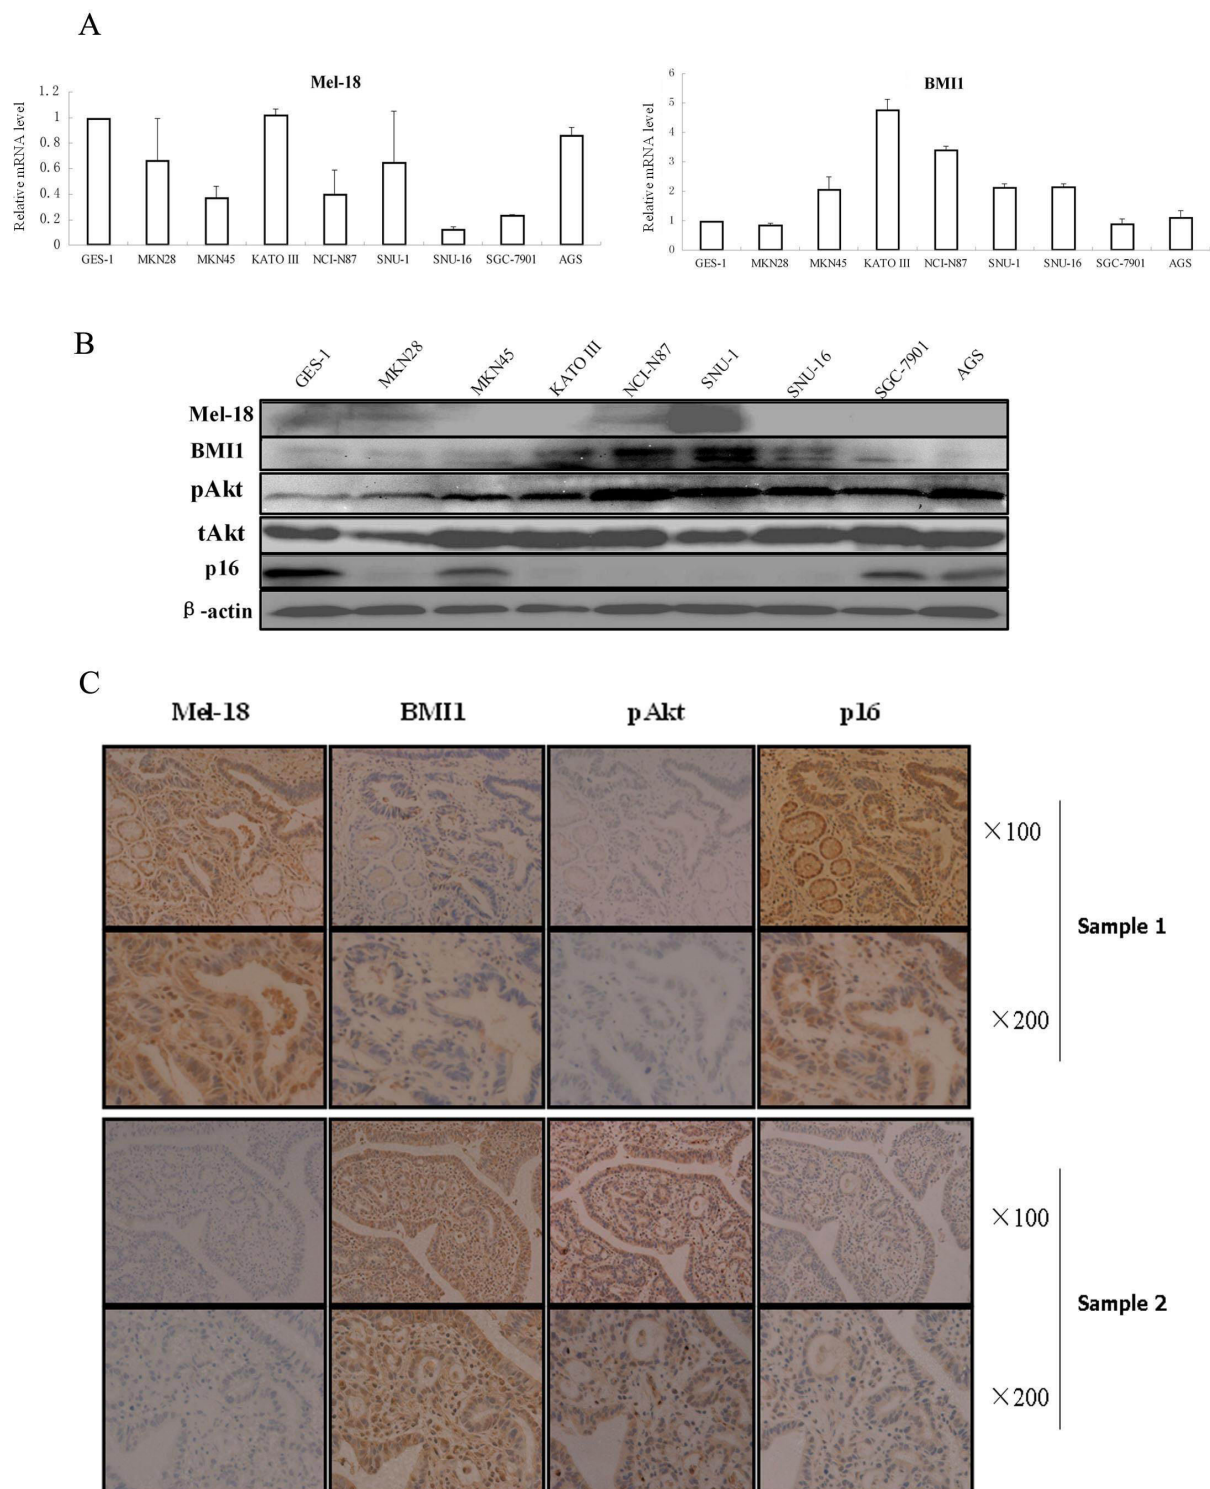 A
Mel-18
Relative mRNA level
1.2
1
0.8
0.6
0.4
0.2
0
GES-1 MKN28 MKN45 KATO III NCI-N87 SNU-1 SNU-16 SGC-7901 AGS
BMI1
Relative mRNA level
6
5
4
3
2
1
0
GES-1 MKN28 MKN45 KATO III NCI-N87 SNU-1 SNU-16 SGC-7901 AGS
B
GES-1 MKN28 MKN45 KATO III NCI-N87 SNU-1 SNU-16 SGC-7901 AGS
Mel-18
BMI1
pAkt
tAkt
p16
β-actin
C
Mel-18 BMI1 pAkt p16
×100
Sample 1
×200
×100
Sample 2
×200